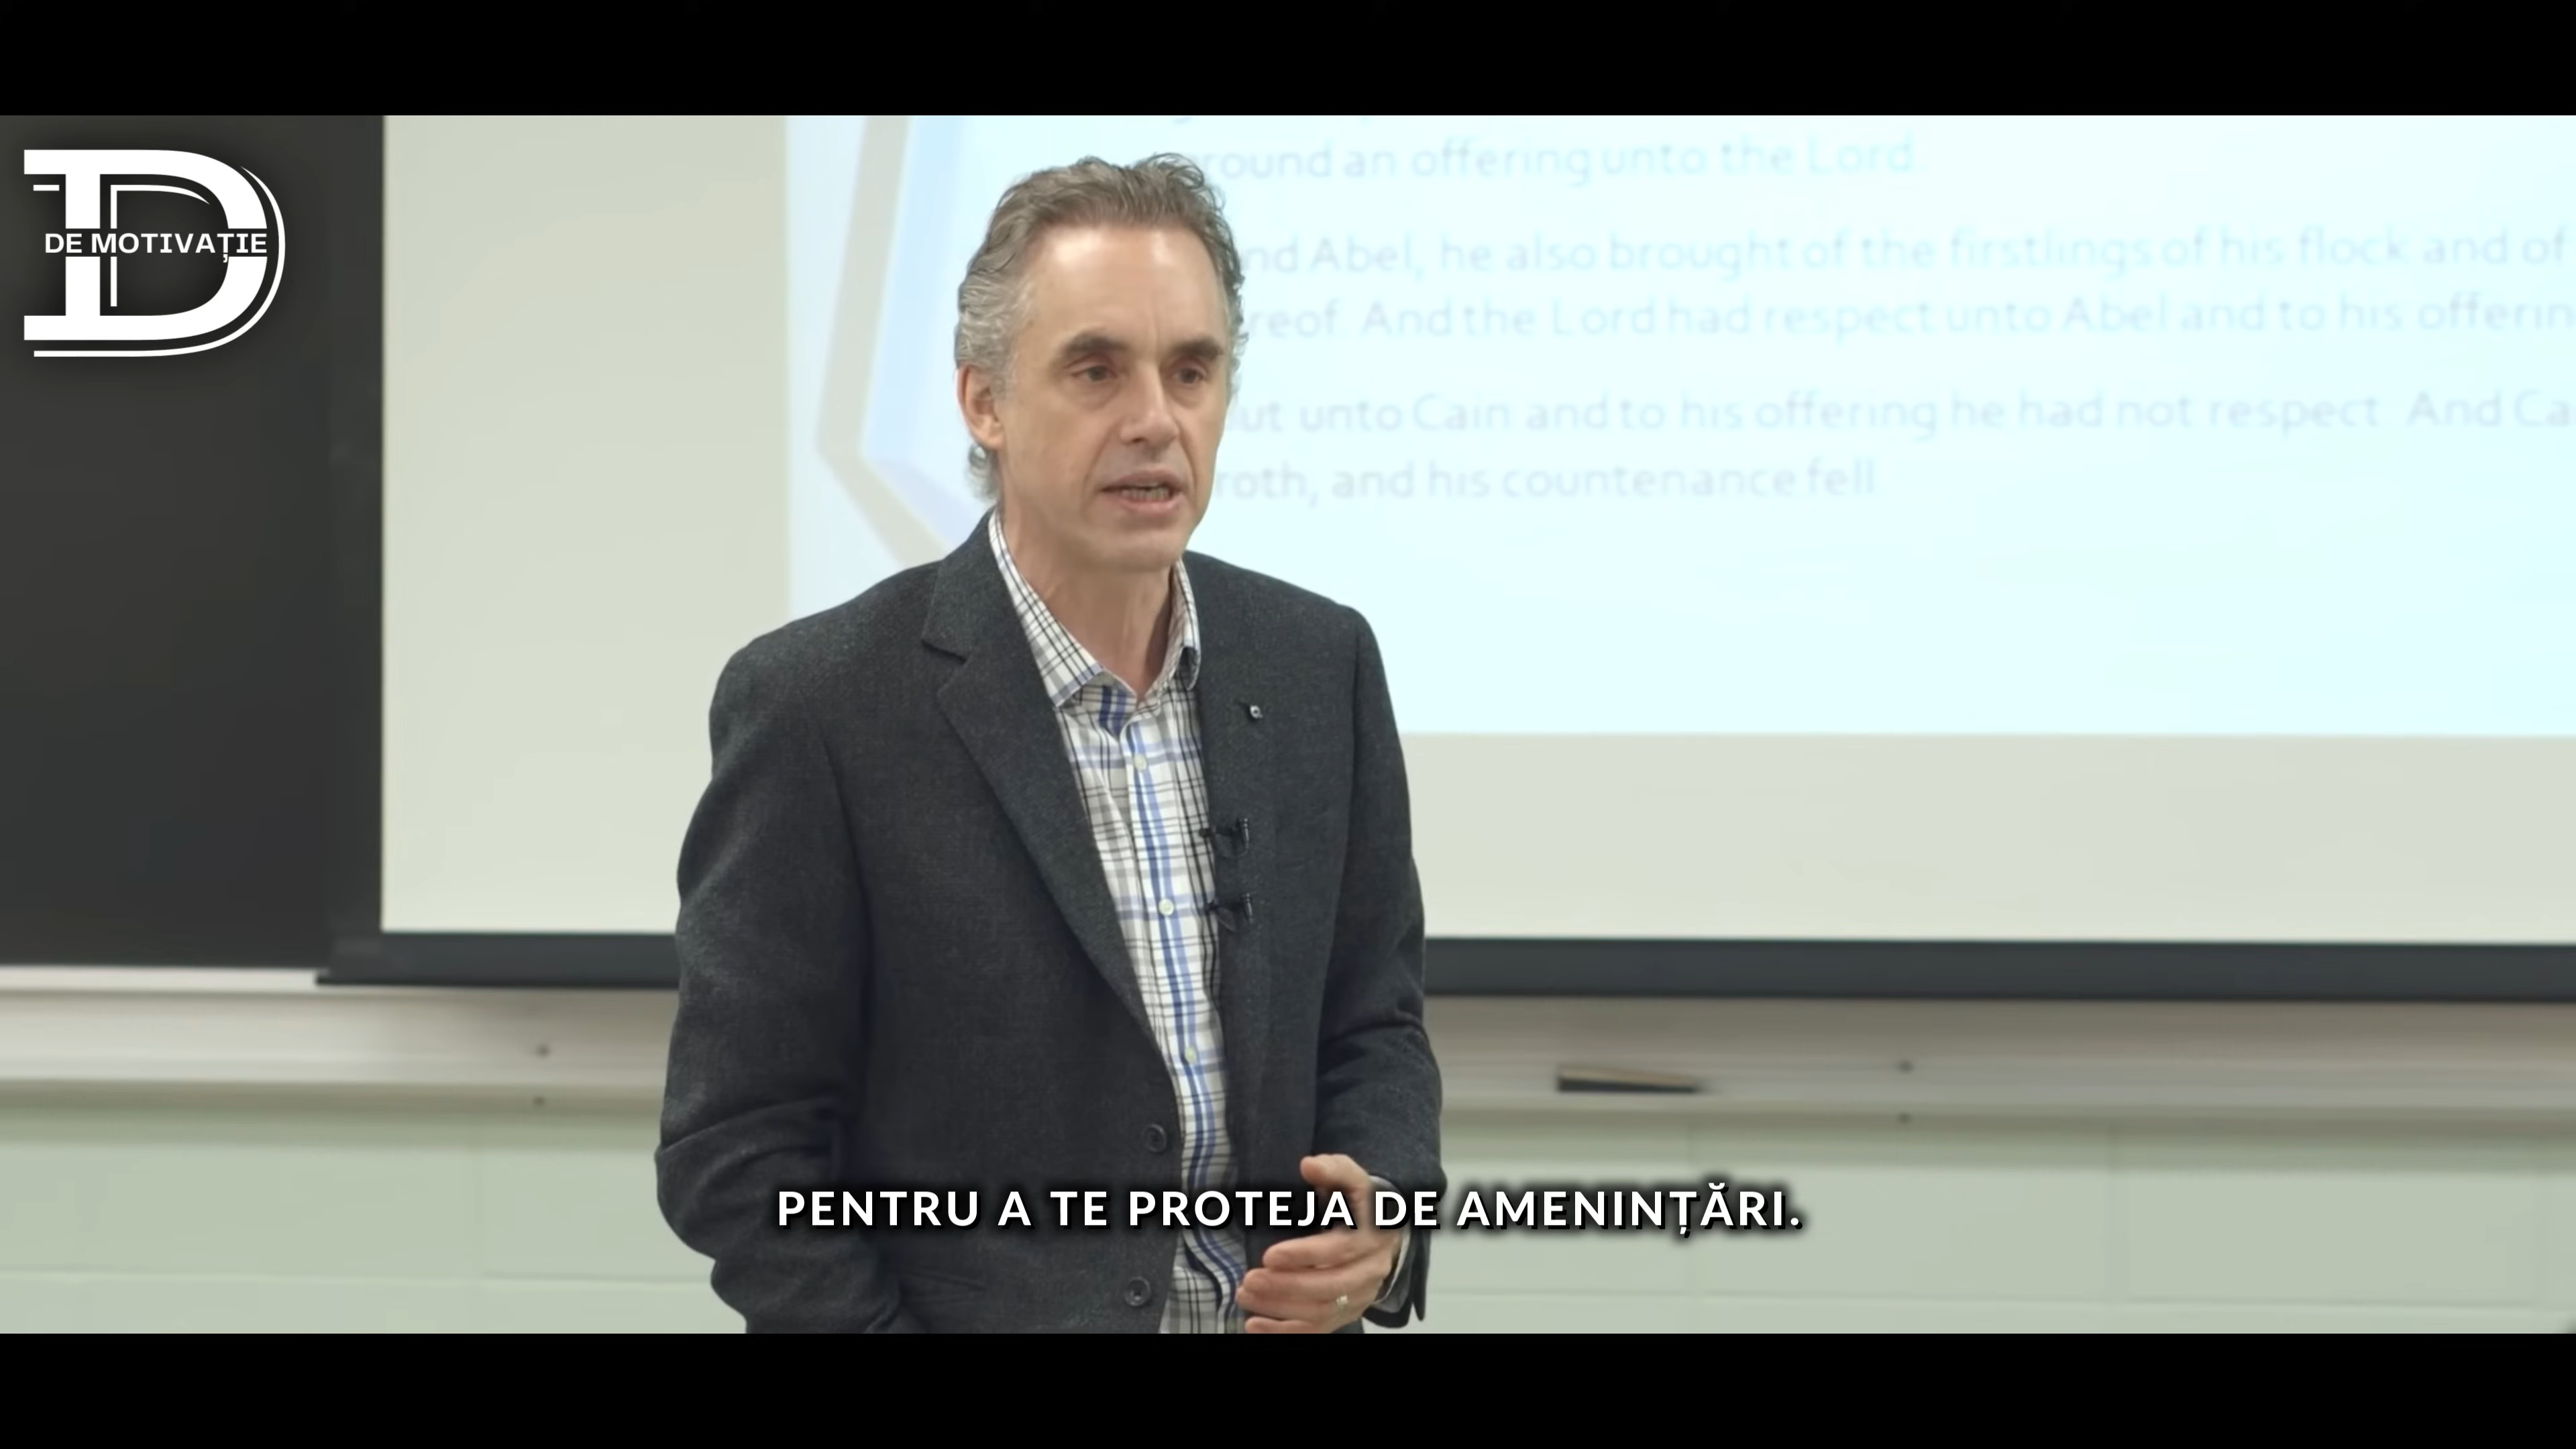 DE MOTIVAȚIE
an offering unto the Lord.
Abel, he also brought of the firstlings of his flock and of
And the Lord had respect unto Abel and to his
unto Cain and to his offering he had not respect. And
and his countenance fell
PENTRU A TE PROTEJA DE AMENINȚĂRI.